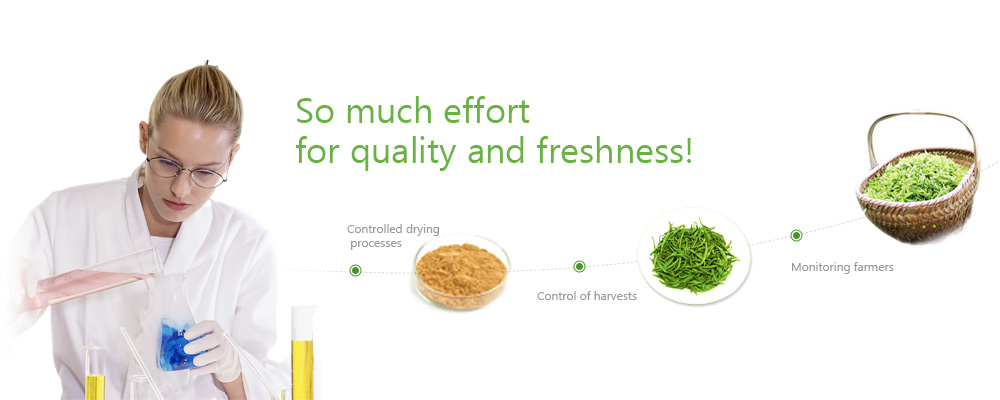 So much effort
for quality and freshness!
Controlled drying
processes
Control of harvests
Monitoring farmers